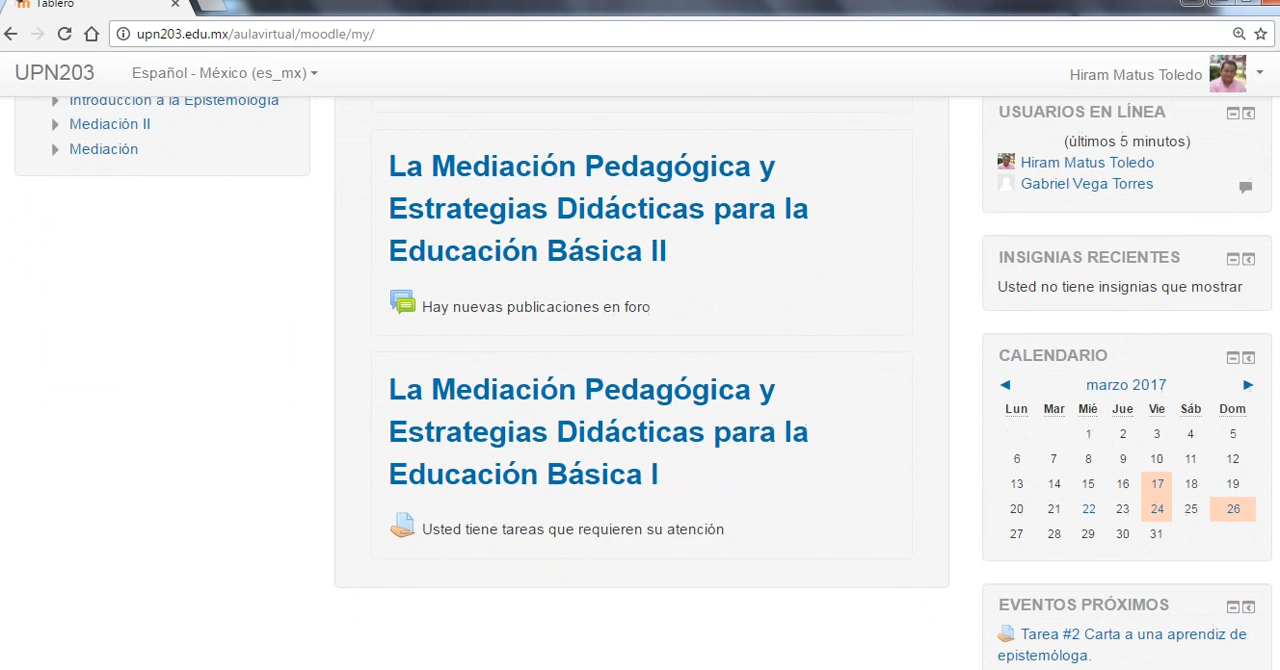 Tablero
upn203.edu.mx/aulavirtual/moodle/my/
UPN203 Español - México (es_mx) Hiram Matus Toledo
Introducción a la Epistemología
Mediación II
Mediación
La Mediación Pedagógica y
Estrategias Didácticas para la
Educación Básica II
Hay nuevas publicaciones en foro
La Mediación Pedagógica y
Estrategias Didácticas para la
Educación Básica I
Usted tiene tareas que requieren su atención
USUARIOS EN LÍNEA
(últimos 5 minutos)
Hiram Matus Toledo
Gabriel Vega Torres
INSIGNIAS RECIENTES
Usted no tiene insignias que mostrar
CALENDARIO
marzo 2017
Lun Mar Mié Jue Vie Sáb Dom
1 2 3 4 5
6 7 8 9 10 11 12
13 14 15 16 17 18 19
20 21 22 23 24 25 26
27 28 29 30 31
EVENTOS PRÓXIMOS
Tarea #2 Carta a una aprendiz de
epistemóloga.